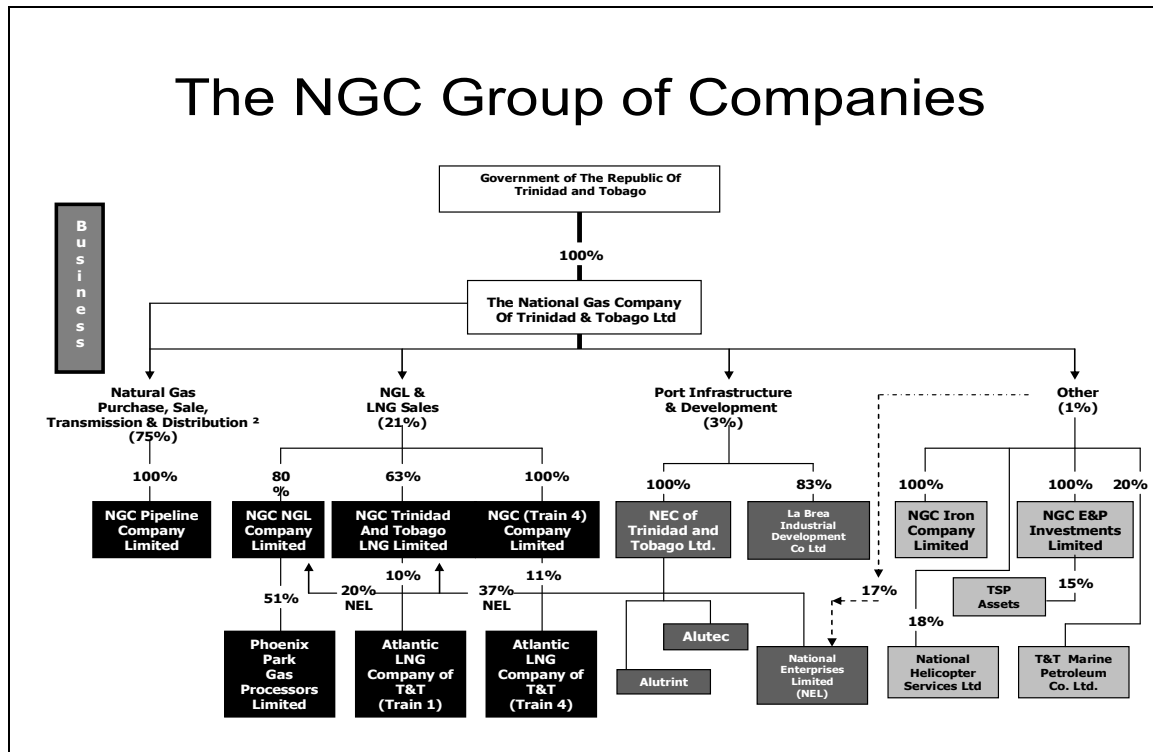 The NGC Group of Companies
Government of The Republic Of
Trinidad and Tobago
B
u
s
i
n
e
s
s
100%
The National Gas Company
Of Trinidad & Tobago Ltd
Natural Gas
Purchase, Sale,
Transmission & Distribution ²
(75%)
NGL &
LNG Sales
(21%)
Port Infrastructure
& Development
(3%)
Other
(1%)
100%
80
%
63%
100%
100%
83%
100%
100%
20%
NGC Pipeline
Company
Limited
NGC NGL
Company
Limited
NGC Trinidad
And Tobago
LNG Limited
NGC (Train 4)
Company
Limited
NEC of
Trinidad and
Tobago Ltd.
La Brea
Industrial
Development
Co Ltd
NGC Iron
Company
Limited
NGC E&P
Investments
Limited
51%
20%
NEL
10%
37%
NEL
11%
17%
TSP
Assets
15%
18%
Phoenix
Park
Gas
Processors
Limited
Atlantic
LNG
Company of
T&T
(Train 1)
Atlantic
LNG
Company of
T&T
(Train 4)
Alutec
Alutrint
National
Enterprises
Limited
(NEL)
National
Helicopter
Services Ltd
T&T Marine
Petroleum
Co. Ltd.